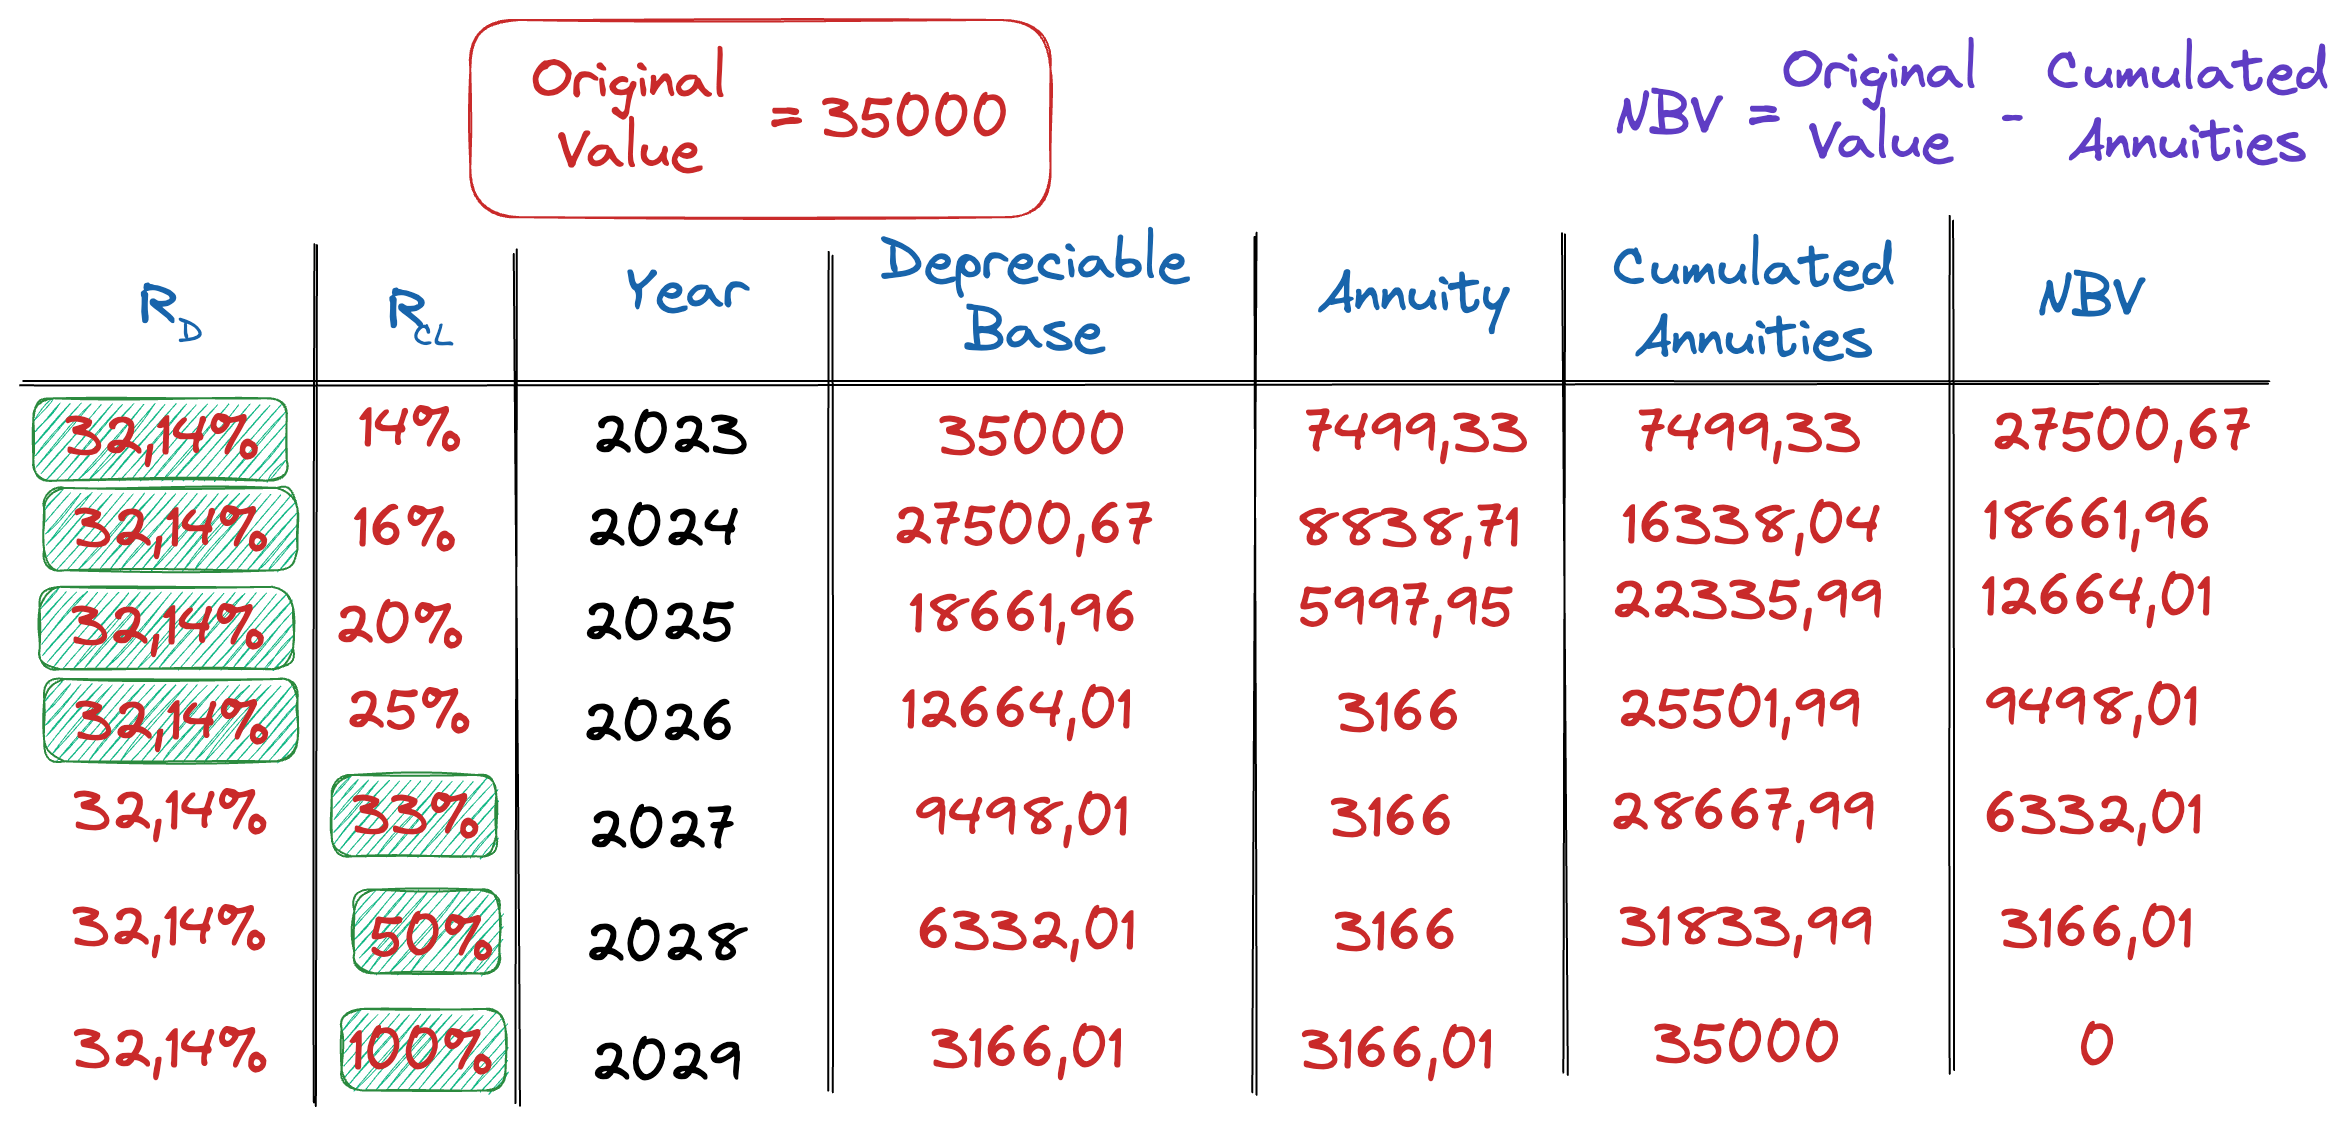 Original
Value
= 35000
NBV = Original Value - Cumulated Annuities
R_D R_CL Year Depreciable Base Annuity Cumulated Annuities NBV
32,14% 14% 2023 35000 7499,33 7499,33 27500,67
32,14% 16% 2024 27500,67 8838,71 16338,04 18661,96
32,14% 20% 2025 18661,96 5997,95 22335,99 12664,01
32,14% 25% 2026 12664,01 3166 25501,99 9498,01
32,14% 33% 2027 9498,01 3166 28667,99 6332,01
32,14% 50% 2028 6332,01 3166 31833,99 3166,01
32,14% 100% 2029 3166,01 3166,01 35000 0